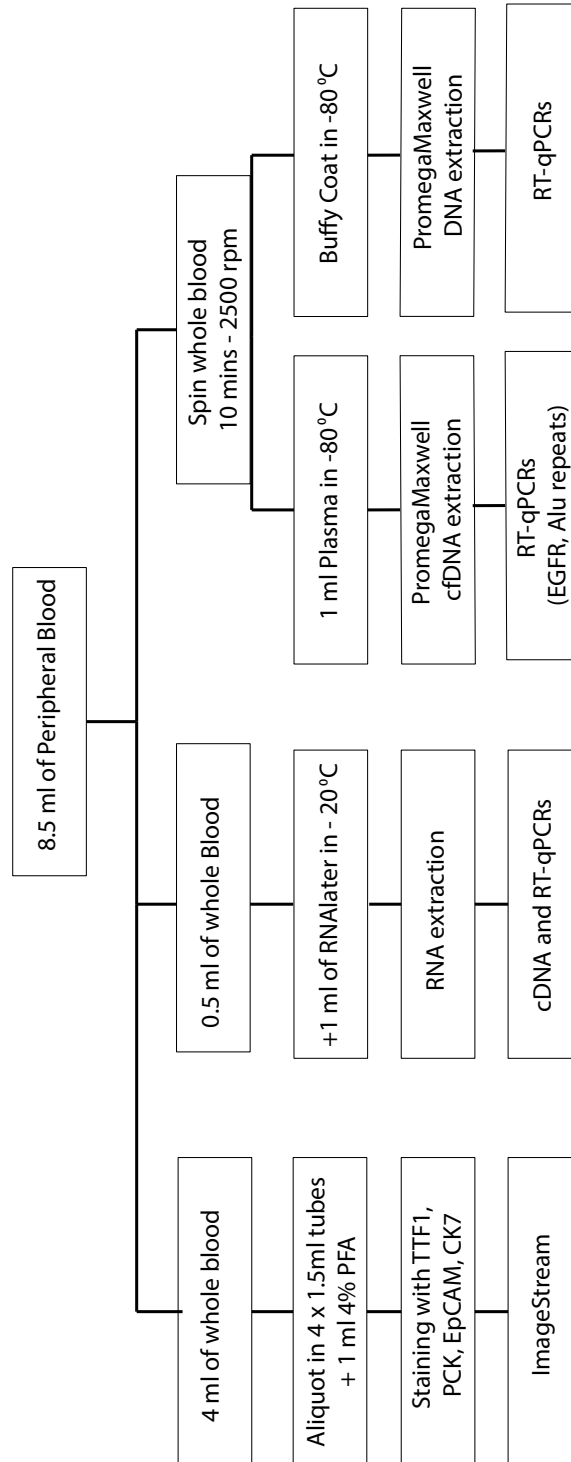 8.5 ml of Peripheral Blood
4 ml of whole blood
0.5 ml of whole Blood
Spin whole blood
10 mins - 2500 rpm
Aliquot in 4 x 1.5ml tubes
+ 1 ml 4% PFA
+1 ml of RNAlater in - 20 °C
1 ml Plasma in -80 °C
Buffy Coat in -80 °C
Staining with TTF1,
PCK, EpCAM, CK7
RNA extraction
PromegaMaxwell
cfDNA extraction
PromegaMaxwell
DNA extraction
ImageStream
cDNA and RT-qPCRs
RT-qPCRs
(EGFR, Alu repeats)
RT-qPCRs